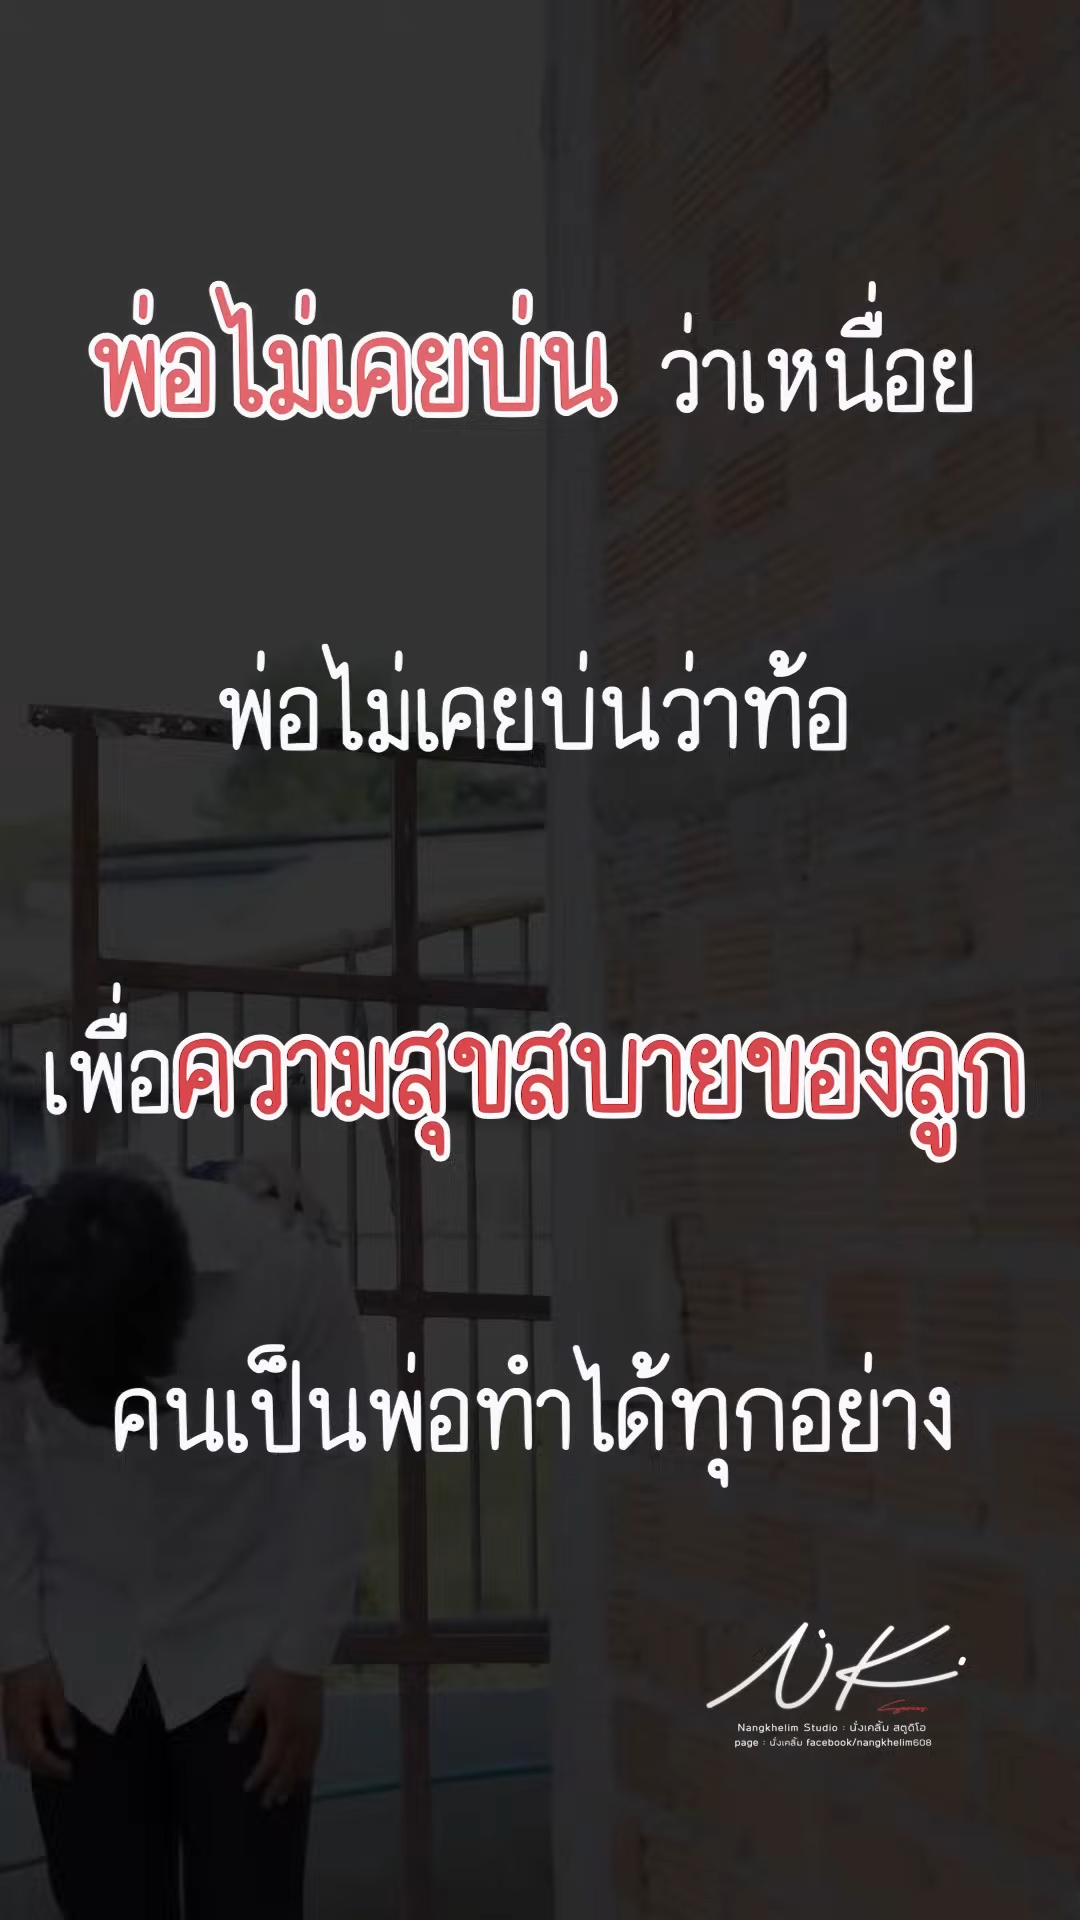 พ่อไม่เคยบ่น ว่าเหนื่อย
พ่อไม่เคยบ่นว่าท้อ
เพื่อความสุขสบายของลูก
คนเป็นพ่อทำได้ทุกอย่าง
NK.
Nangkhelim Studio : นั่งเคลิ้ม สตูดิโอ
page : นั่งเคลิ้ม facebook/nangkhelim608